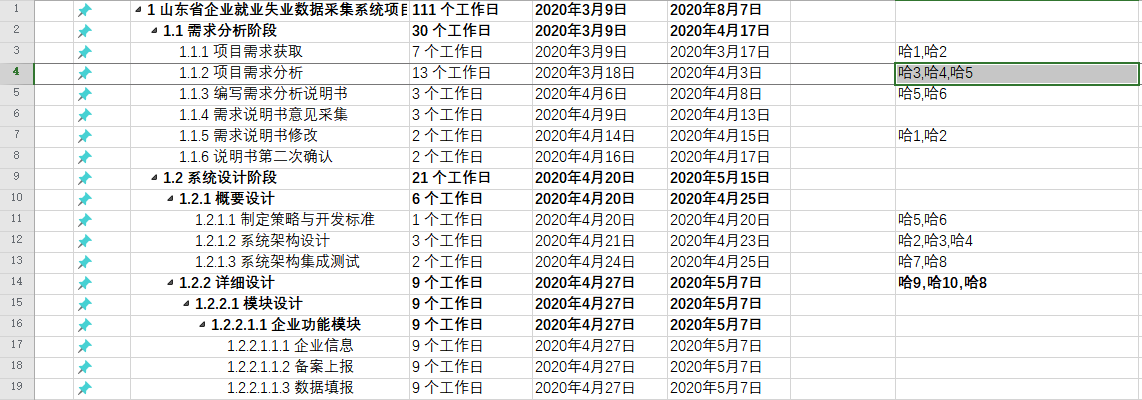 1 1 山东省企业就业失业数据采集系统项目 111 个工作日 2020年3月9日 2020年8月7日
2 1.1 需求分析阶段 30 个工作日 2020年3月9日 2020年4月17日
3 1.1.1 项目需求获取 7 个工作日 2020年3月9日 2020年3月17日 哈1,哈2
4 1.1.2 项目需求分析 13 个工作日 2020年3月18日 2020年4月3日 哈3,哈4,哈5
5 1.1.3 编写需求分析说明书 3 个工作日 2020年4月6日 2020年4月8日 哈5,哈6
6 1.1.4 需求说明书意见采集 3 个工作日 2020年4月9日 2020年4月13日
7 1.1.5 需求说明书修改 2 个工作日 2020年4月14日 2020年4月15日 哈1,哈2
8 1.1.6 说明书第二次确认 2 个工作日 2020年4月16日 2020年4月17日
9 1.2 系统设计阶段 21 个工作日 2020年4月20日 2020年5月15日
10 1.2.1 概要设计 6 个工作日 2020年4月20日 2020年4月25日
11 1.2.1.1 制定策略与开发标准 1 个工作日 2020年4月20日 2020年4月20日 哈5,哈6
12 1.2.1.2 系统架构设计 3 个工作日 2020年4月21日 2020年4月23日 哈2,哈3,哈4
13 1.2.1.3 系统架构集成测试 2 个工作日 2020年4月24日 2020年4月25日 哈7,哈8
14 1.2.2 详细设计 9 个工作日 2020年4月27日 2020年5月7日 哈9,哈10,哈8
15 1.2.2.1 模块设计 9 个工作日 2020年4月27日 2020年5月7日
16 1.2.2.1.1 企业功能模块 9 个工作日 2020年4月27日 2020年5月7日
17 1.2.2.1.1.1 企业信息 9 个工作日 2020年4月27日 2020年5月7日
18 1.2.2.1.1.2 备案上报 9 个工作日 2020年4月27日 2020年5月7日
19 1.2.2.1.1.3 数据填报 9 个工作日 2020年4月27日 2020年5月7日